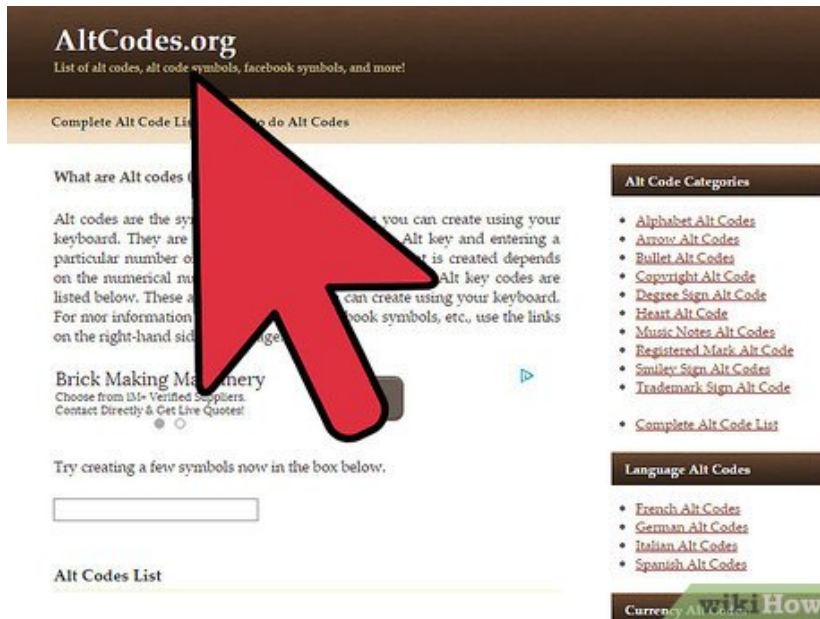 AltCodes.org
List of alt codes, alt code symbols, facebook symbols, and more!
Complete Alt Code to do Alt Codes
What are Alt codes
Alt codes are the you can create using your
keyboard. They are Alt key and entering a
particular number is created depends
on the numerical Alt key codes are
listed below. These can create using your keyboard.
For mor information symbols, etc., use the links
on the right-hand
Brick Making
Choose from 1M+ Verified Suppliers.
Contact Directly & Get Live Quotes!
Try creating a few symbols now in the box below.
Alt Codes List
Alt Code Categories
Alphabet Alt Codes
Arrow Alt Codes
Bullet Alt Codes
Copyright Alt Code
Degree Sign Alt Code
Heart Alt Code
Music Notes Alt Codes
Registered Mark Alt Code
Smiley Sign Alt Codes
Trademark Sign Alt Code
Complete Alt Code List
Language Alt Codes
French Alt Codes
German Alt Codes
Italian Alt Codes
Spanish Alt Codes
Currency Alt Codes
wikiHow